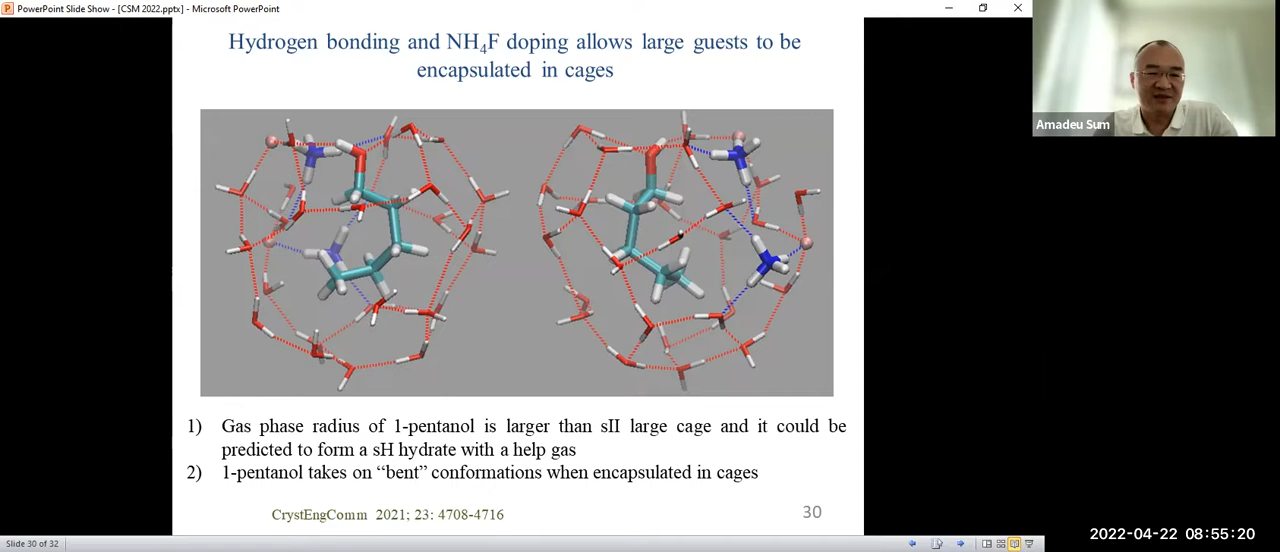 PowerPoint Slide Show - [CSM 2022.pptx] - Microsoft PowerPoint
Hydrogen bonding and NH₄F doping allows large guests to be
encapsulated in cages
Amadeu Sum
1) Gas phase radius of 1-pentanol is larger than sII large cage and it could be
predicted to form a sH hydrate with a help gas
2) 1-pentanol takes on “bent” conformations when encapsulated in cages
CrystEngComm 2021; 23: 4708-4716
30
2022-04-22 08:55:20
Slide 30 of 32